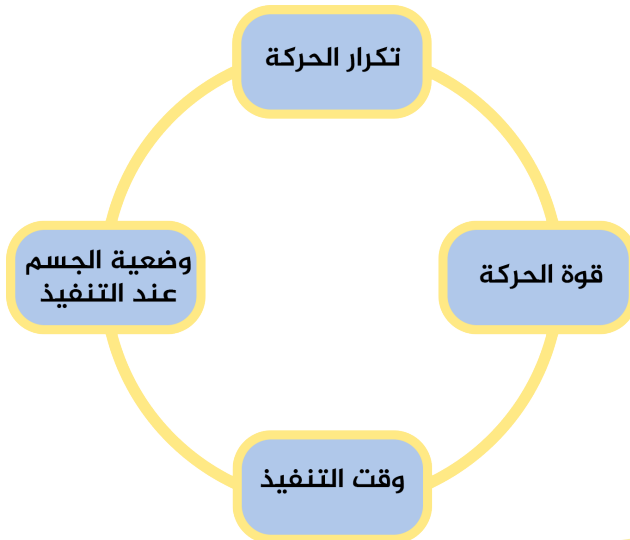 تكرار الحركة
قوة الحركة
وضعية الجسم
عند التنفيذ
وقت التنفيذ